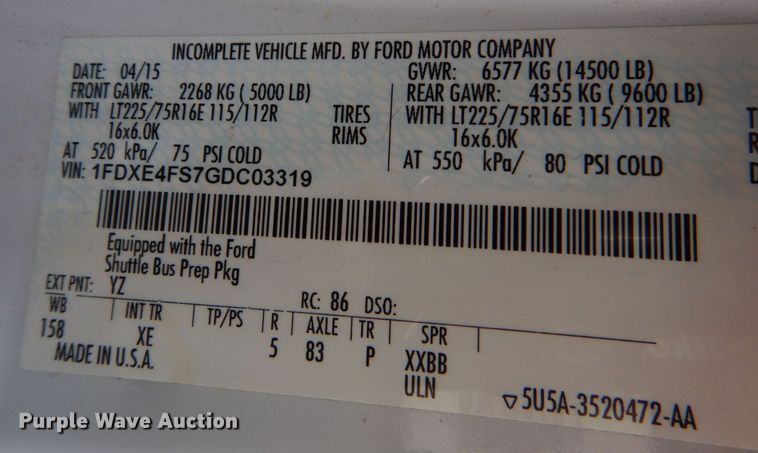 INCOMPLETE VEHICLE MFD. BY FORD MOTOR COMPANY
DATE: 04/15 GVWR: 6577 KG (14500 LB)
FRONT GAWR: 2268 KG ( 5000 LB) REAR GAWR: 4355 KG ( 9600 LB)
WITH LT225/75R16E 115/112R TIRES WITH LT225/75R16E 115/112R
16x6.0K RIMS 16x6.0K
AT 520 kPa/ 75 PSI COLD AT 550 kPa/ 80 PSI COLD
VIN: 1FDXE4FS7GDC03319
Equipped with the Ford
Shuttle Bus Prep Pkg
EXT PNT: YZ RC: 86 DSO:
WB INT TR TP/PS R AXLE TR SPR
158 XE 5 83 P XXBB
MADE IN U.S.A. ULN
▽5U5A-3520472-AA
Purple Wave Auction